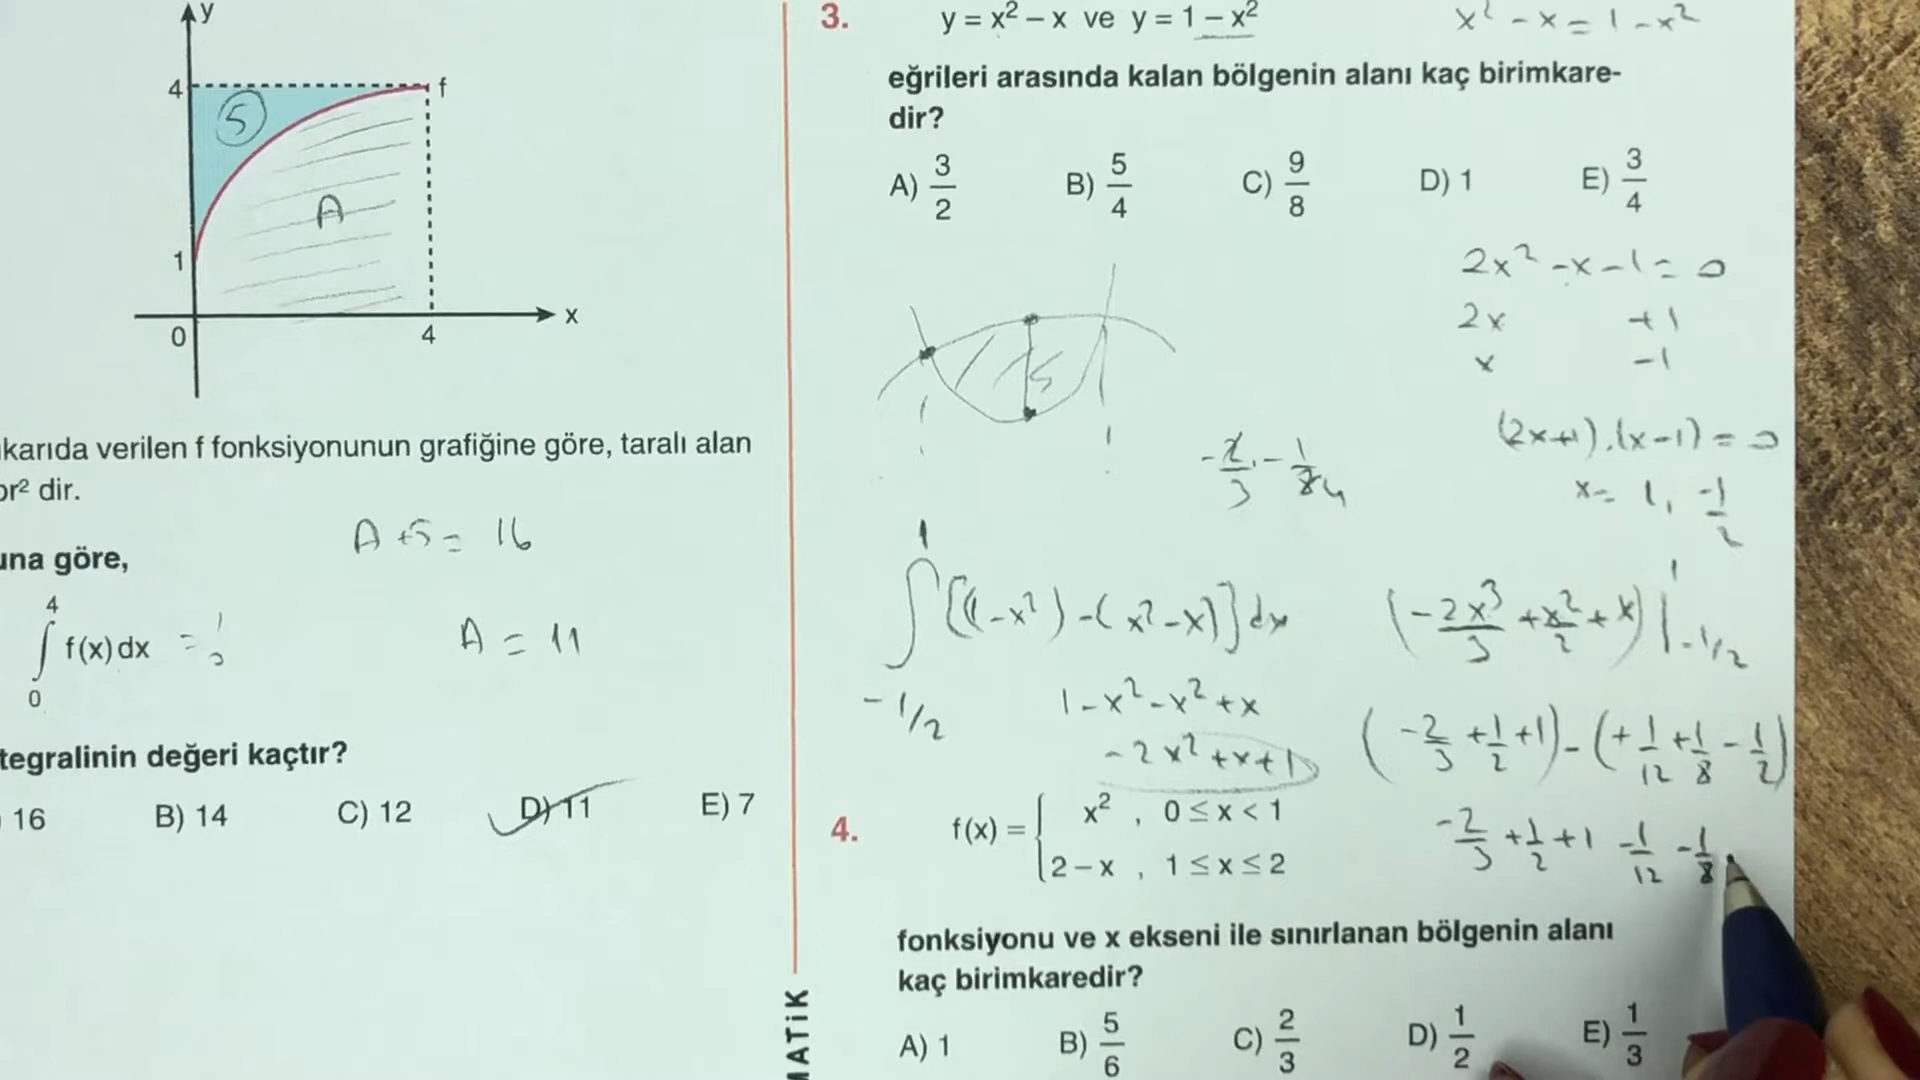 y
4
f
S
A
1
0
4
x
karıda verilen f fonksiyonunun grafiğine göre, taralı alan
br² dir.
A + S = 16
una göre,
∫₀⁴ f(x) dx = ?
A = 11
tegralinin değeri kaçtır?
16 B) 14 C) 12 D) 11 E) 7
3. y = x² – x ve y = 1 – x²
x² - x = 1 - x²
eğrileri arasında kalan bölgenin alanı kaç birimkare-
dir?
A) 3/2 B) 5/4 C) 9/8 D) 1 E) 3/4
2x² - x - 1 = 0
2x +1
x -1
S
(2x+1).(x-1) = 0
x = 1, -1/2
∫ [(1-x²) - (x²-x)] dx
1
-1/2
(-2x³/3 + x²/2 + x) |
1
-1/2
1 - x² - x² + x
-2x² + x + 1
(-2/3 + 1/2 + 1) - (+1/12 + 1/8 - 1/2)
-2/3 + 1/2 + 1 - 1/12 - 1/8
4. f(x) = { x² , 0 ≤ x < 1
2 – x , 1 ≤ x ≤ 2
fonksiyonu ve x ekseni ile sınırlanan bölgenin alanı
kaç birimkaredir?
A) 1 B) 5/6 C) 2/3 D) 1/2 E) 1/3
MATİK